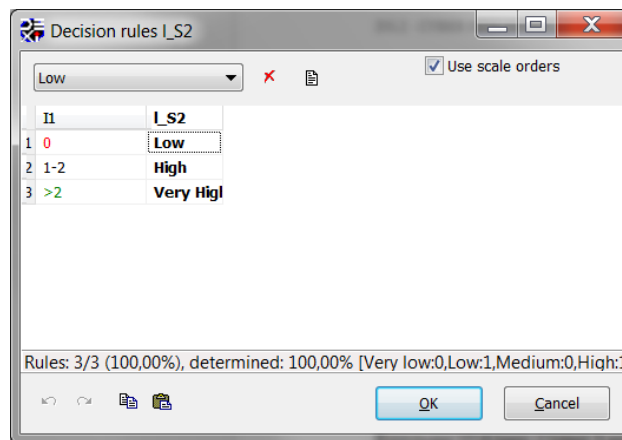 Decision rules I_S2
Low
Use scale orders
I1 I_S2
1 0 Low
2 1-2 High
3 >2 Very Higl
Rules: 3/3 (100,00%), determined: 100,00% [Very low:0,Low:1,Medium:0,High:1
OK Cancel